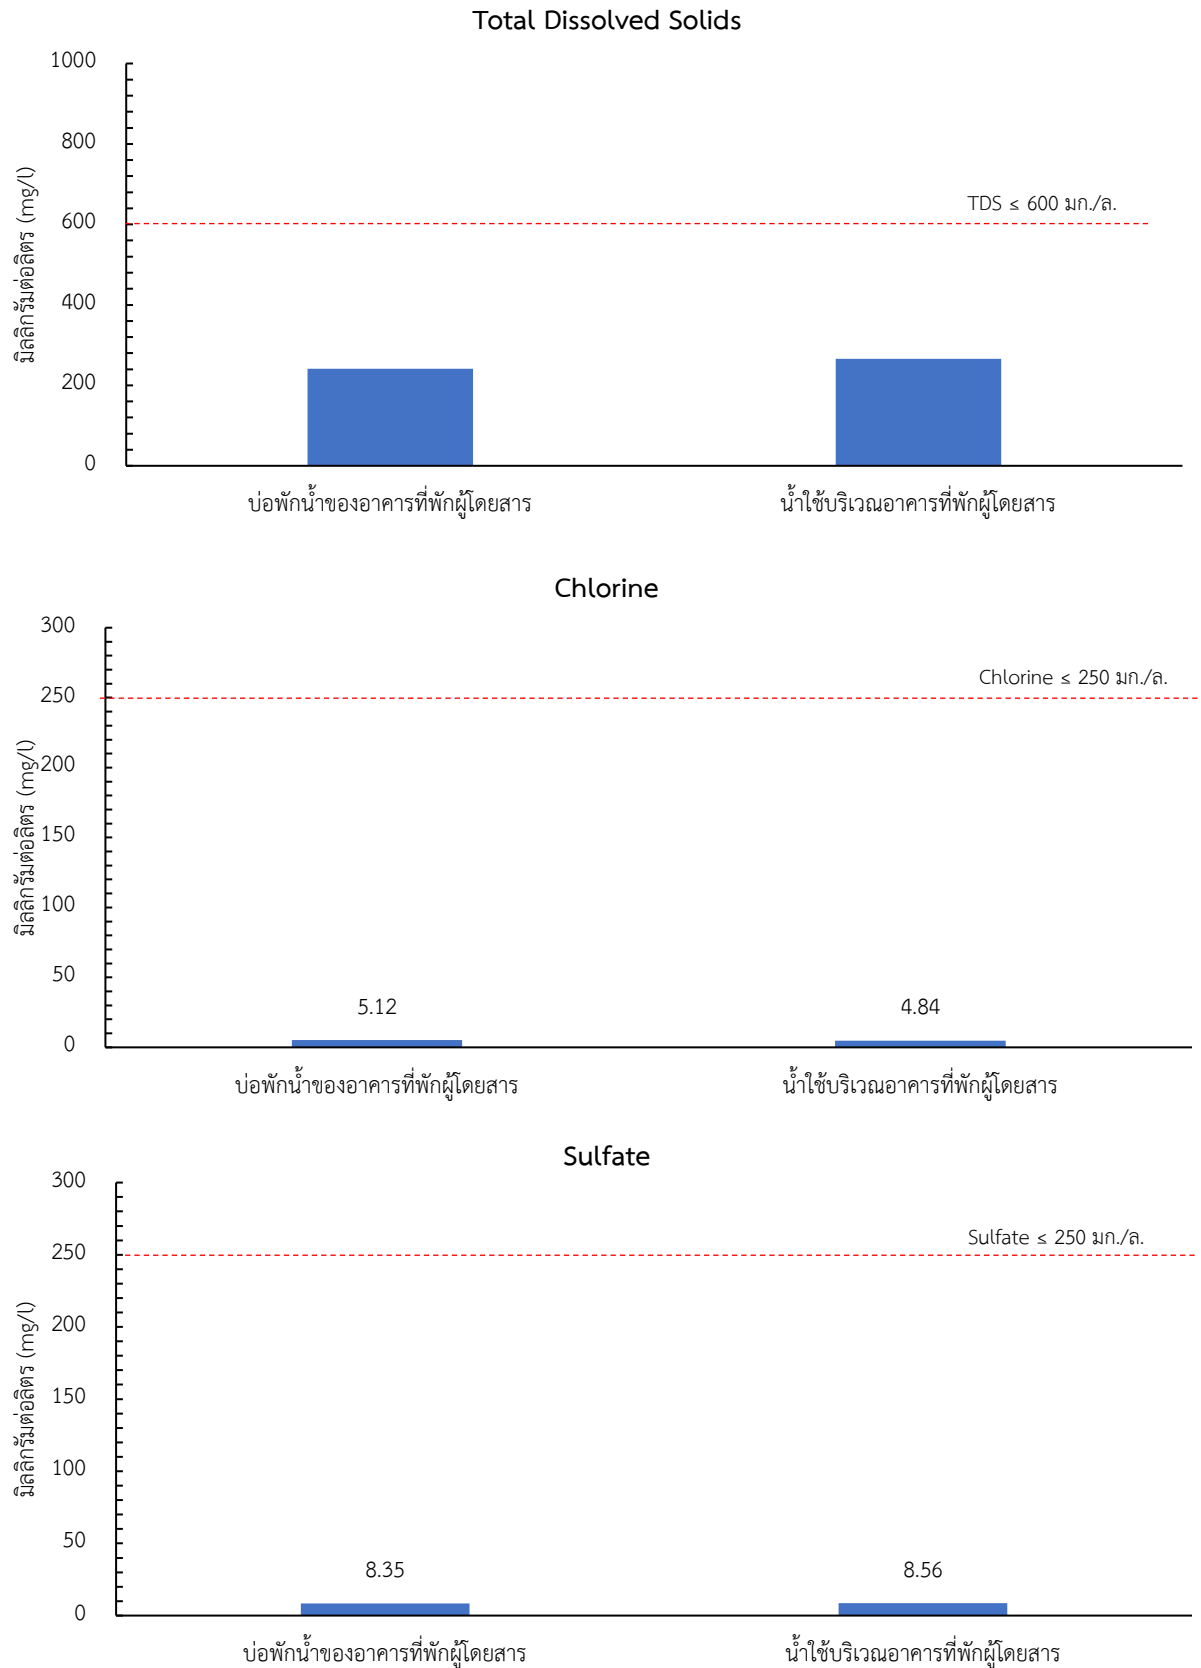 Total Dissolved Solids
มิลลิกรัมต่อลิตร (mg/l)
1000
800
600
400
200
0
TDS ≤ 600 มก./ล.
บ่อพักน้ำของอาคารที่พักผู้โดยสาร
น้ำใช้บริเวณอาคารที่พักผู้โดยสาร
Chlorine
มิลลิกรัมต่อลิตร (mg/l)
300
250
200
150
100
50
0
Chlorine ≤ 250 มก./ล.
5.12
4.84
บ่อพักน้ำของอาคารที่พักผู้โดยสาร
น้ำใช้บริเวณอาคารที่พักผู้โดยสาร
Sulfate
มิลลิกรัมต่อลิตร (mg/l)
300
250
200
150
100
50
0
Sulfate ≤ 250 มก./ล.
8.35
8.56
บ่อพักน้ำของอาคารที่พักผู้โดยสาร
น้ำใช้บริเวณอาคารที่พักผู้โดยสาร